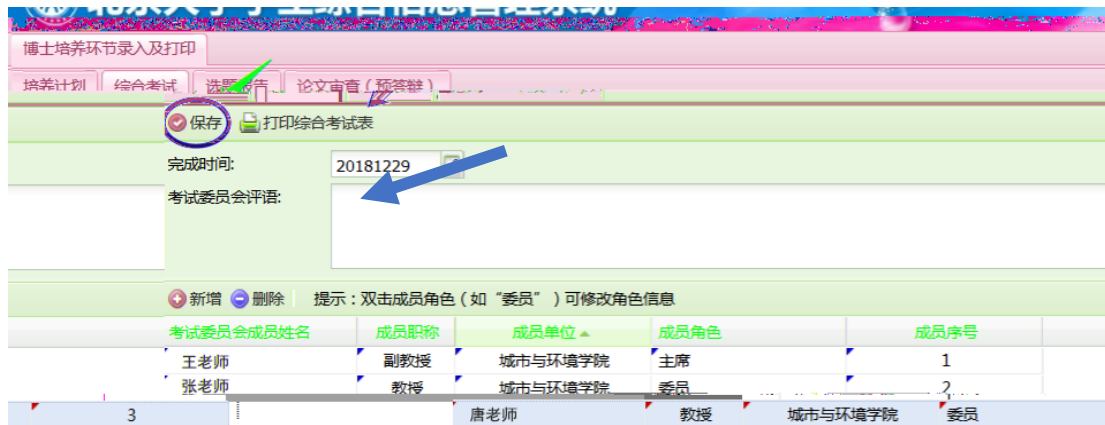 博士培养环节录入及打印
培养计划 综合考试 选题报告 论文审查（预答辩）
保存 打印综合考试表
完成时间: 20181229
考试委员会评语:
新增 删除 提示：双击成员角色（如“委员”）可修改角色信息
考试委员会成员姓名 成员职称 成员单位 成员角色 成员序号
王老师 副教授 城市与环境学院 主席 1
张老师 教授 城市与环境学院 委员 2
3 唐老师 教授 城市与环境学院 委员